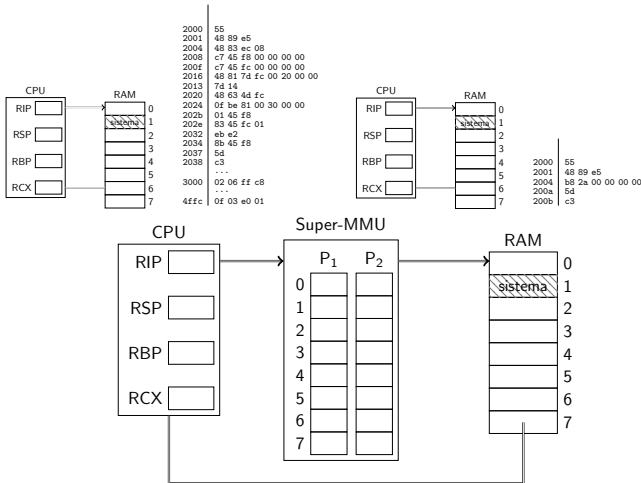 2000 55
2001 48 89 e5
2004 48 83 ec 08
2008 c7 45 f8 00 00 00 00
200f c7 45 fc 00 00 00 00
2016 48 81 7d fc 00 20 00 00
2013 7d 14
2020 48 63 4d fc
2024 0f be 81 00 30 00 00
202b 01 45 f8
202e 83 45 fc 01
2032 eb e2
2034 8b 45 f8
2037 5d
2038 c3
...
3000 02 06 ff c8
...
4ffc 0f 03 e0 01
CPU
RIP
RSP
RBP
RCX
RAM
0
sistema 1
2
3
4
5
6
7
CPU
RIP
RSP
RBP
RCX
RAM
0
sistema 1
2
3
4
5
6
7
2000 55
2001 48 89 e5
2004 b8 2a 00 00 00 00
200a 5d
200b c3
CPU
RIP
RSP
RBP
RCX
Super-MMU
P1 P2
0
1
2
3
4
5
6
7
RAM
0
sistema 1
2
3
4
5
6
7